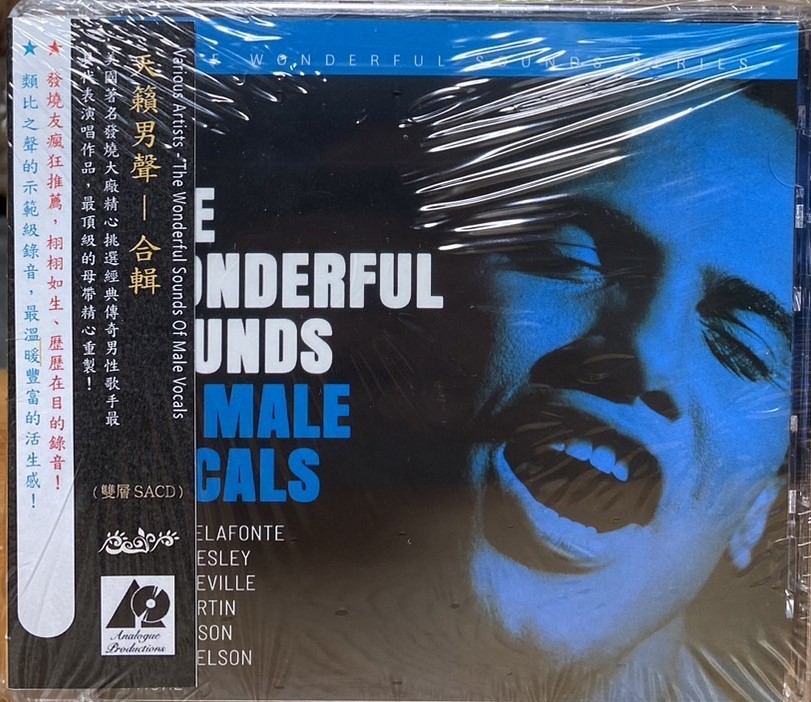 WONDERFUL SOUNDS SERIES
Various Artists - The Wonderful Sounds Of Male Vocals
天籟男聲－合輯
美國著名發燒大廠精心挑選經典傳奇男性歌手最
具代表演唱作品，最頂級的母帶精心重製！
★ 發燒友瘋狂推薦，栩栩如生、歷歷在目的錄音！
★ 類比之聲的示範級錄音，最溫暖豐富的活生感！
(雙層SACD)
AP
Analogue
Productions
E
ONDERFUL
UNDS
MALE
CALS
ELAFONTE
ESLEY
EVILLE
RTIN
SON
ELSON